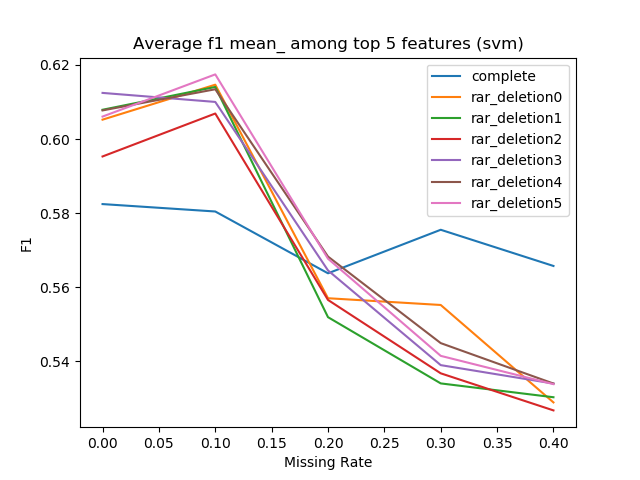 Average f1 mean_ among top 5 features (svm)
complete
rar_deletion0
rar_deletion1
rar_deletion2
rar_deletion3
rar_deletion4
rar_deletion5
F1
0.62
0.60
0.58
0.56
0.54
0.00 0.05 0.10 0.15 0.20 0.25 0.30 0.35 0.40
Missing Rate